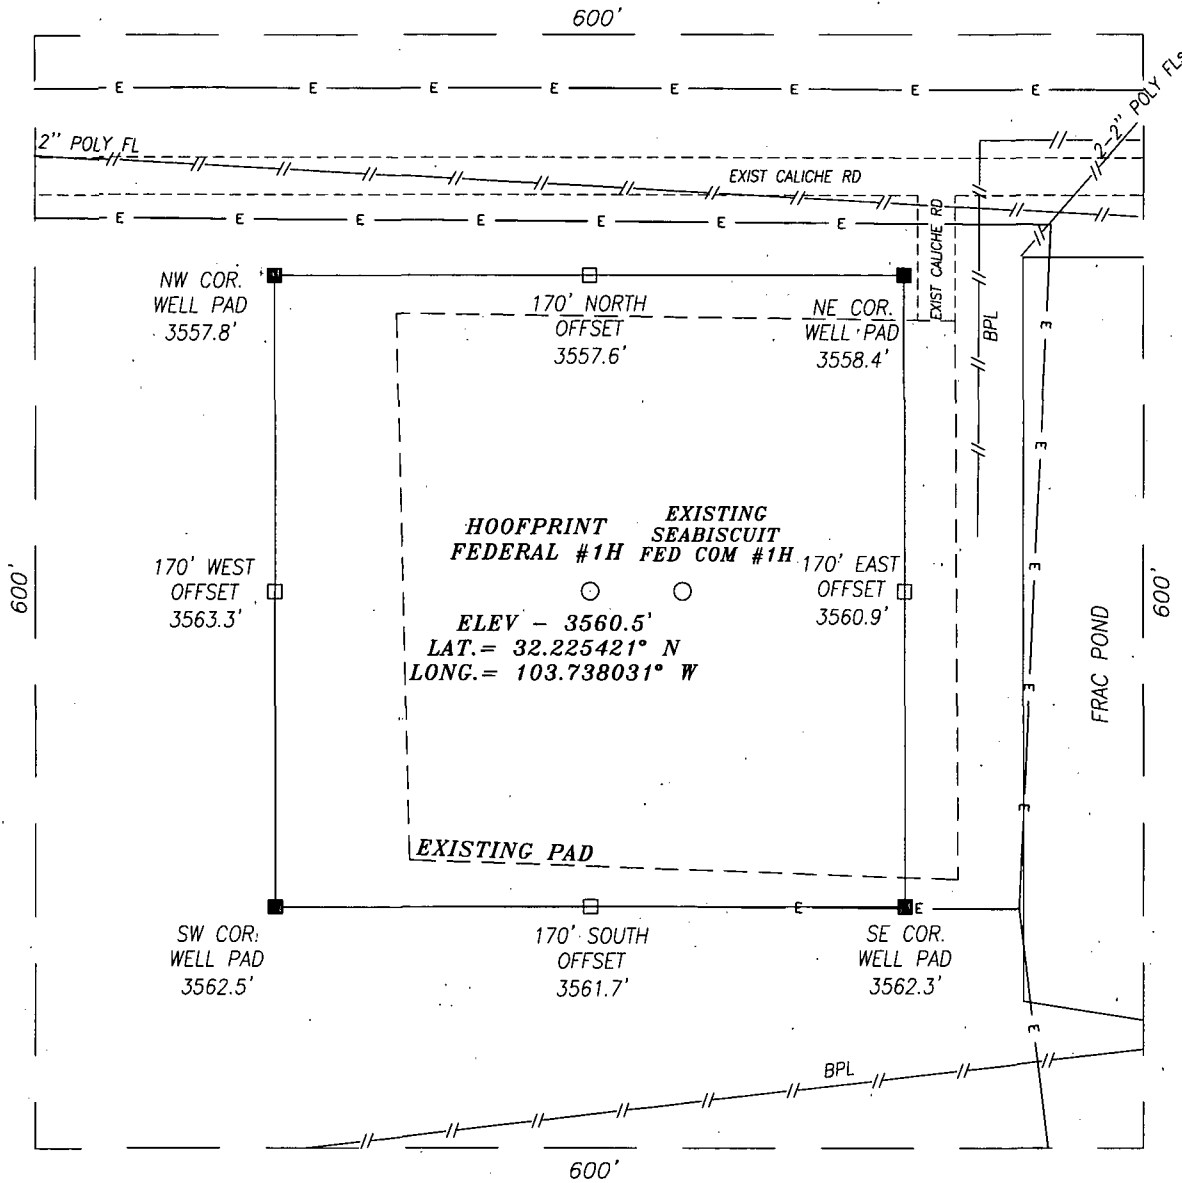 600'
E E E E E E E E
2-2" POLY FLs
2" POLY FL
EXIST CALICHE RD
E E E E E E E
EXIST CALICHE RD
NW COR.
WELL PAD
3557.8'
170' NORTH
OFFSET
3557.6'
NE COR.
WELL PAD
3558.4'
BPL
E
E
HOOFPRINT
FEDERAL #1H
EXISTING
SEABISCUIT
FED COM #1H
170' WEST
OFFSET
3563.3'
170' EAST
OFFSET
3560.9'
E
600'
600'
ELEV - 3560.5'
LAT.= 32.225421° N
LONG.= 103.738031° W
E
FRAC POND
E
EXISTING PAD
E E
SW COR.
WELL PAD
3562.5'
170' SOUTH
OFFSET
3561.7'
SE COR.
WELL PAD
3562.3'
E
BPL
600'